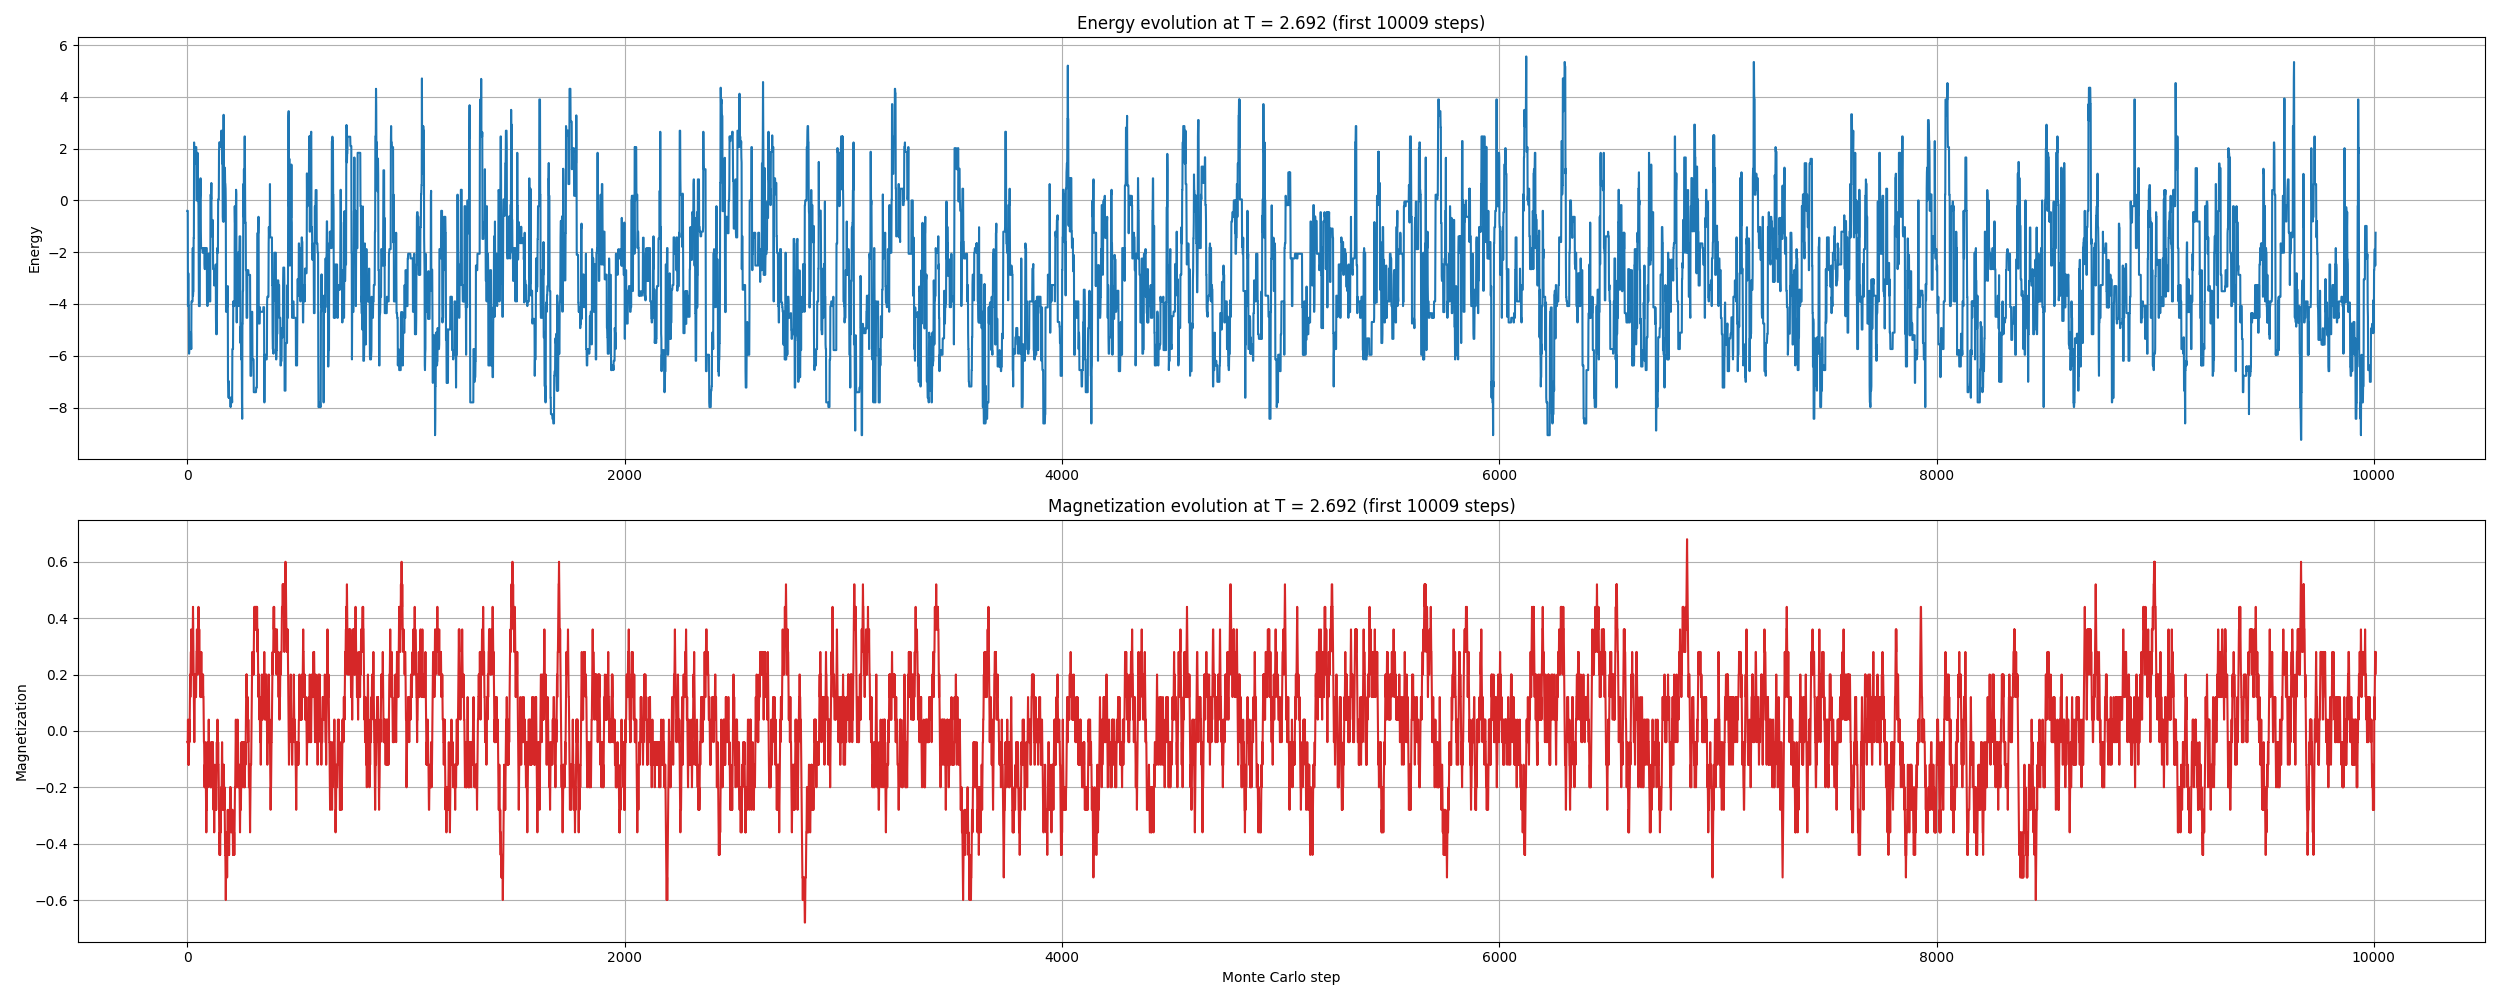 Energy evolution at T = 2.692 (first 10009 steps)
6
4
2
0
−2
−4
−6
−8
Energy
0 2000 4000 6000 8000 10000
Magnetization evolution at T = 2.692 (first 10009 steps)
0.6
0.4
0.2
0.0
−0.2
−0.4
−0.6
Magnetization
0 2000 4000 6000 8000 10000
Monte Carlo step